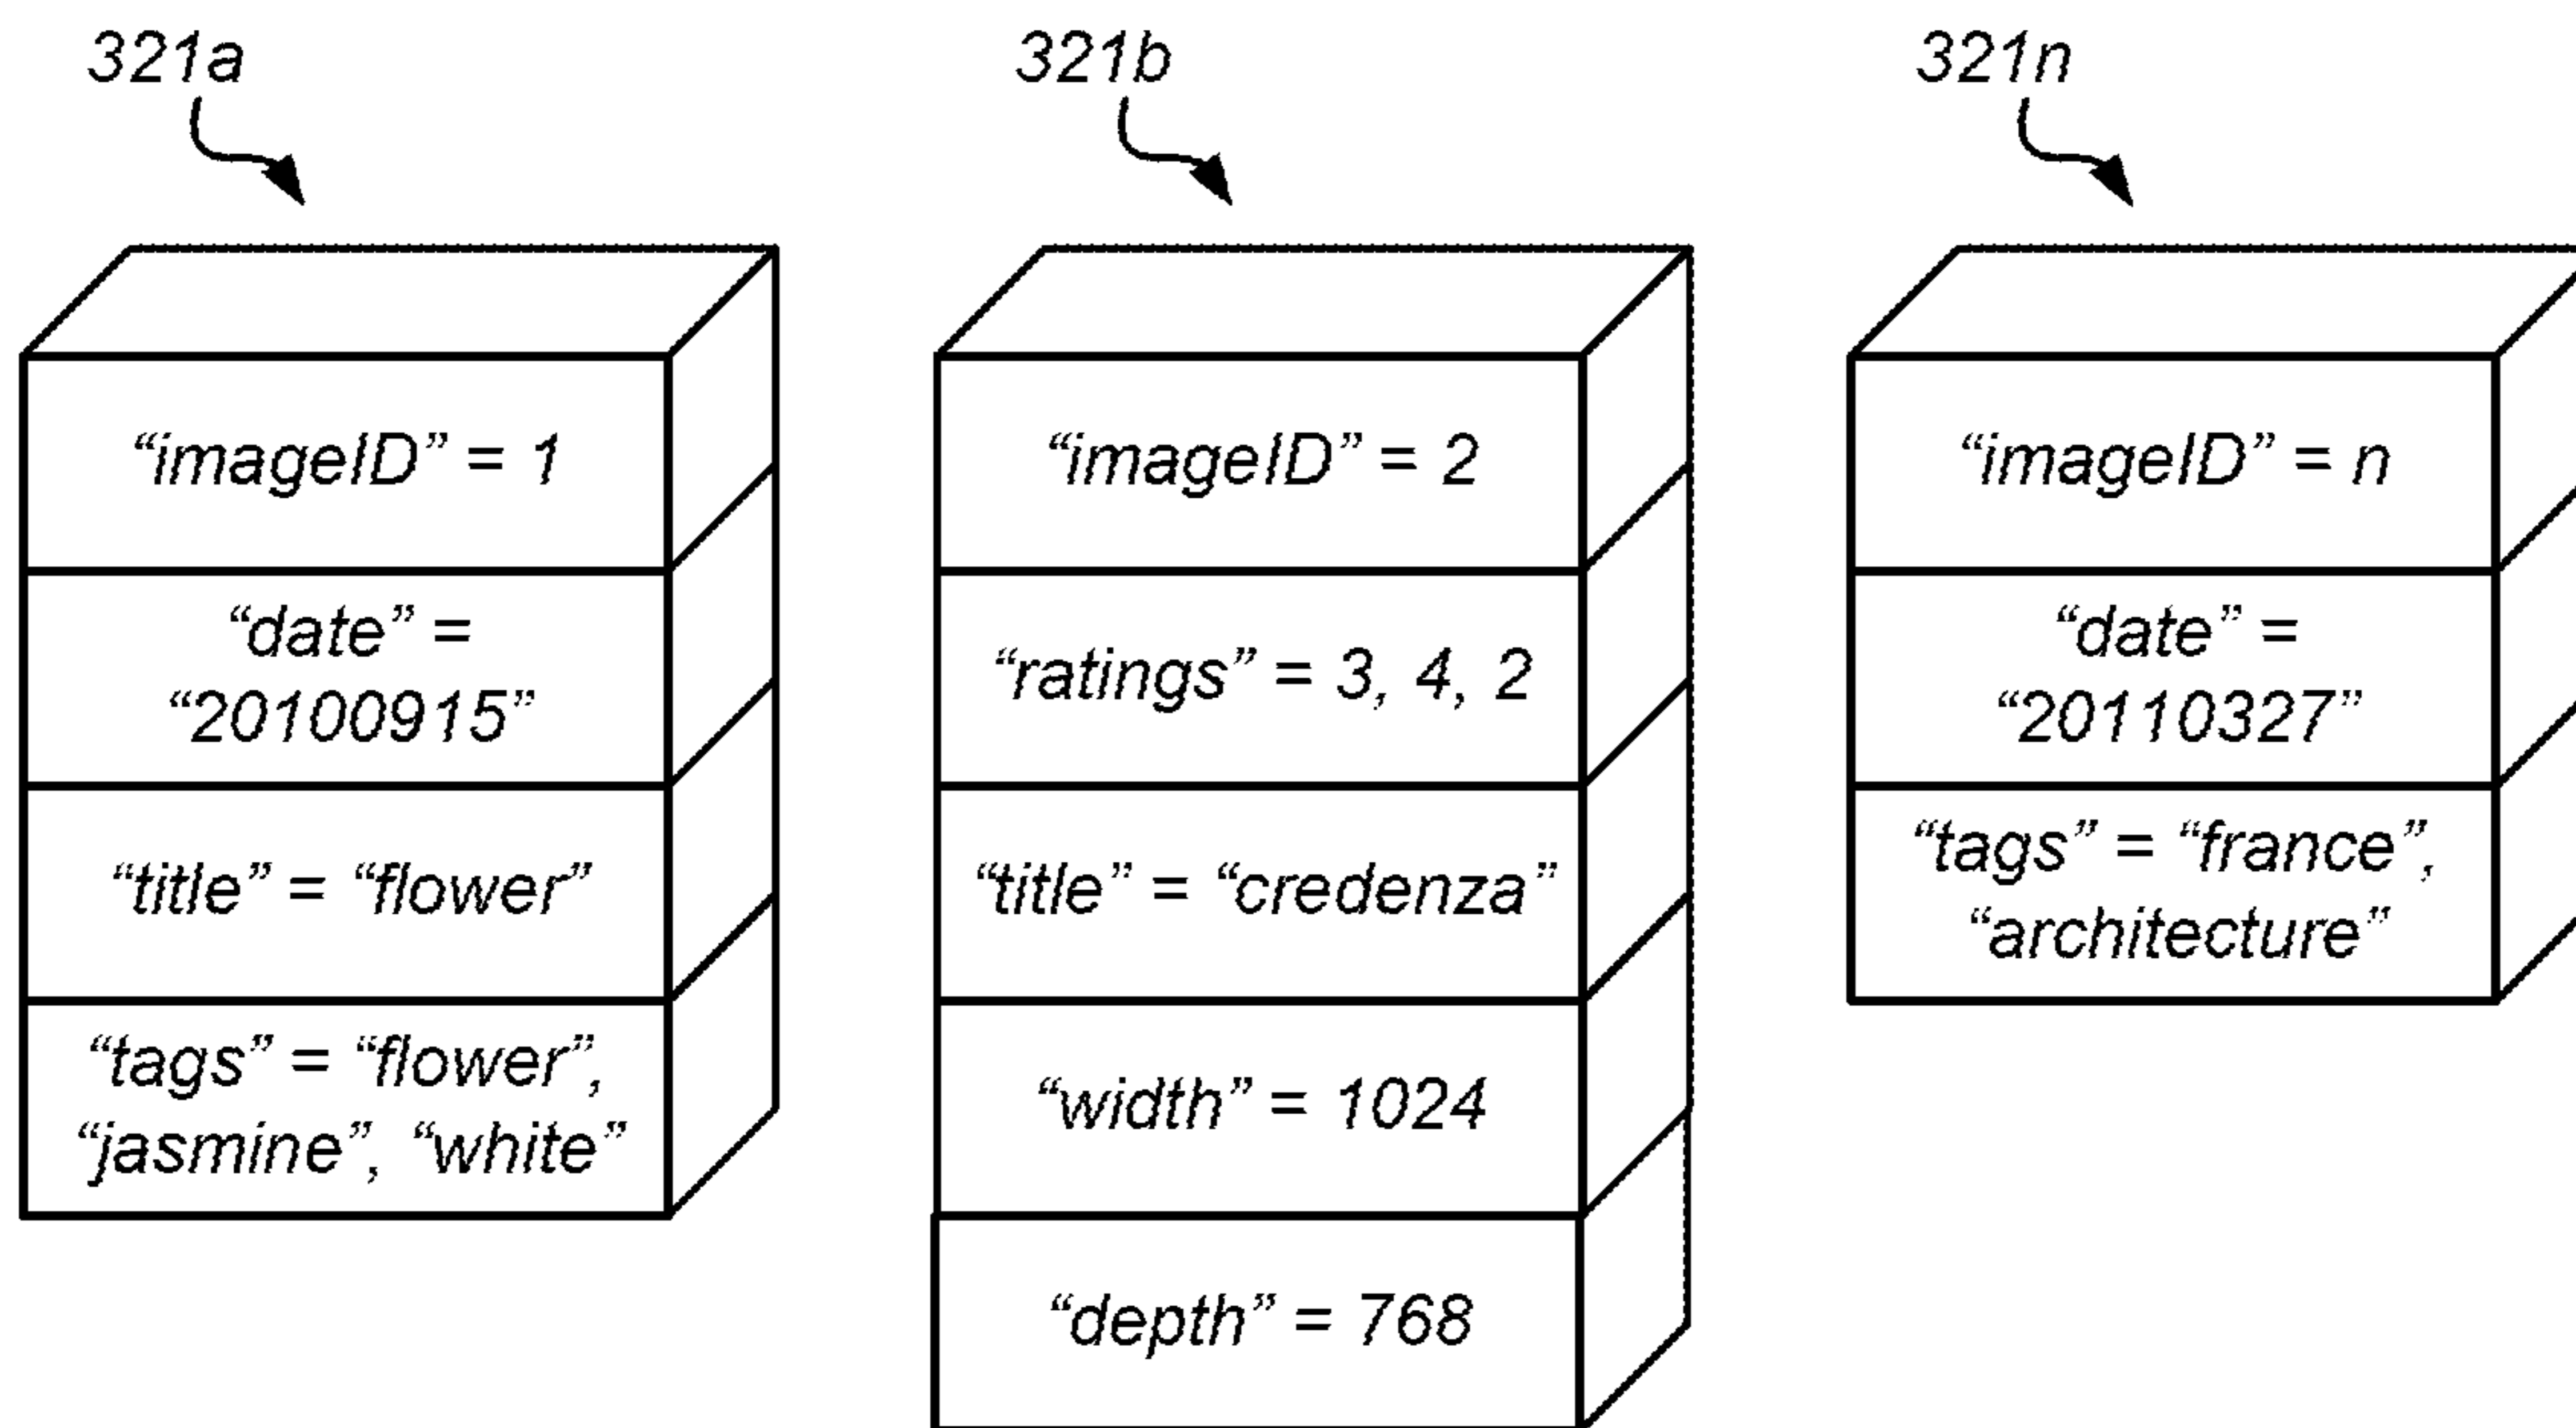 321a
321b
321n
“imageID” = 1
“date” =
“20100915”
“title” = “flower”
“tags” = “flower”,
“jasmine”, “white”
“imageID” = 2
“ratings” = 3, 4, 2
“title” = “credenza”
“width” = 1024
“depth” = 768
“imageID” = n
“date” =
“20110327”
“tags” = “france”,
“architecture”